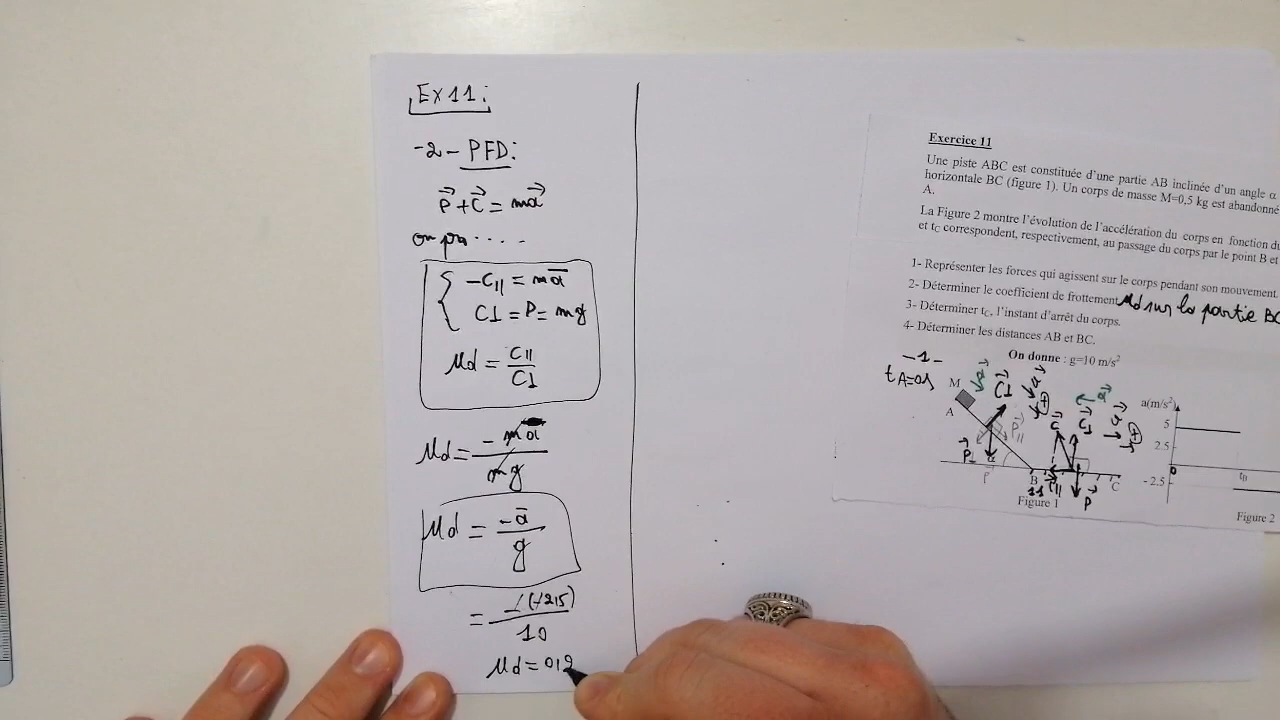 Ex 11:
-2- PFD:
P + C = ma
on pro....
-C// = ma
C⊥ = P = mg
μd = C// / C⊥
μd = -ma / mg
μd = -a / g
= -(-2,5) / 10
μd = 0,2
Exercice 11
Une piste ABC est constituée d'une partie AB inclinée d'un angle α
horizontale BC (figure 1). Un corps de masse M=0,5 kg est abandonné
A.
La Figure 2 montre l'évolution de l'accélération du corps en fonction du
et tC correspondent, respectivement, au passage du corps par le point B et
1- Représenter les forces qui agissent sur le corps pendant son mouvement.
2- Déterminer le coefficient de frottement μd sur la partie BC
3- Déterminer tC, l'instant d'arrêt du corps.
4- Déterminer les distances AB et BC.
On donne : g=10 m/s²
-1-
tA=0s
M
A
a
C⊥
a
+
P//
P⊥
α
P
B
C
C//
C
C⊥
a
a
+
P
Figure 1
a(m/s²)
5
2.5
0
- 2.5
tB
Figure 2